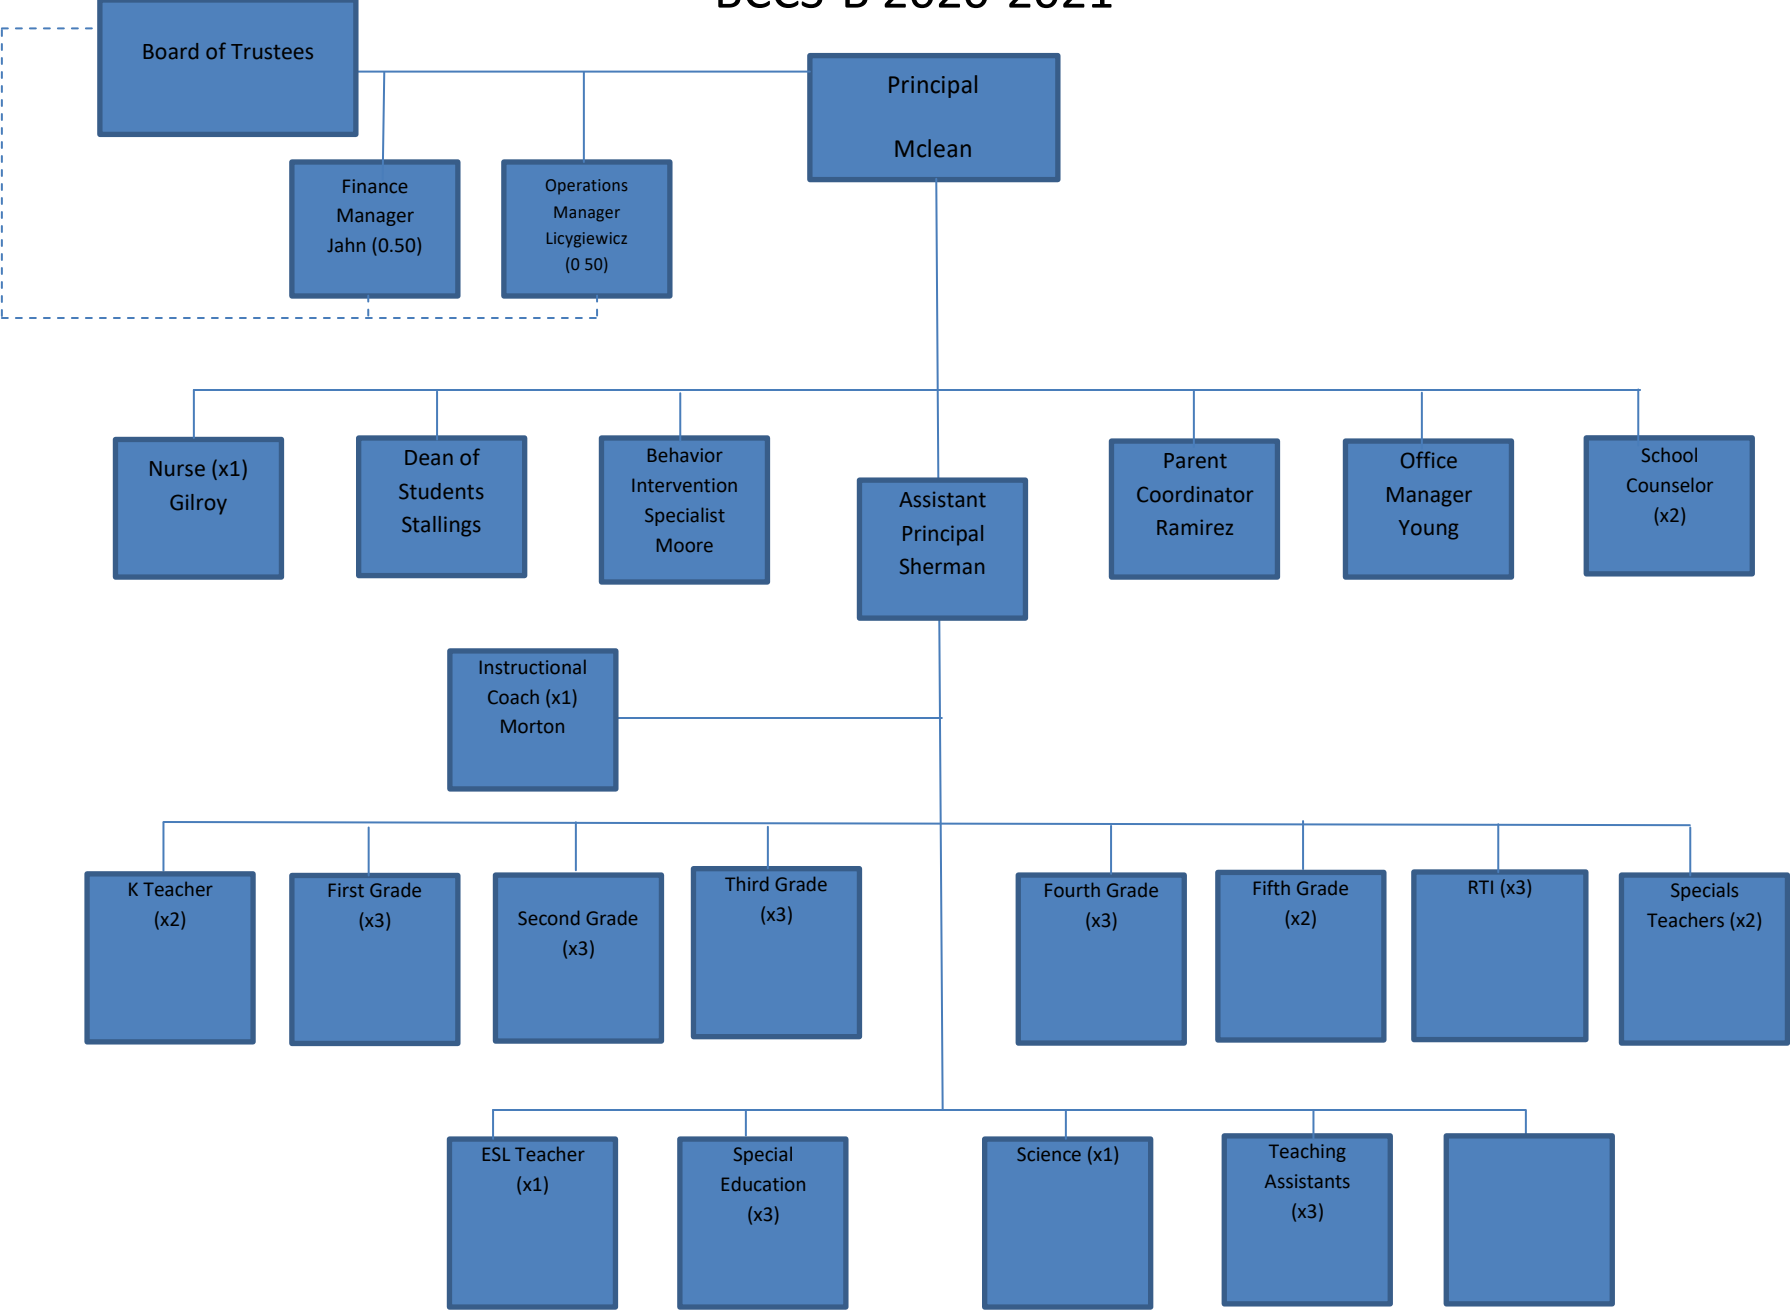 BCCS-B 2020-2021
Board of Trustees
Principal
Mclean
Finance
Manager
Jahn (0.50)
Operations
Manager
Licygiewicz
(0 50)
Nurse (x1)
Gilroy
Dean of
Students
Stallings
Behavior
Intervention
Specialist
Moore
Assistant
Principal
Sherman
Parent
Coordinator
Ramirez
Office
Manager
Young
School
Counselor
(x2)
Instructional
Coach (x1)
Morton
K Teacher
(x2)
First Grade
(x3)
Second Grade
(x3)
Third Grade
(x3)
Fourth Grade
(x3)
Fifth Grade
(x2)
RTI (x3)
Specials
Teachers (x2)
ESL Teacher
(x1)
Special
Education
(x3)
Science (x1)
Teaching
Assistants
(x3)